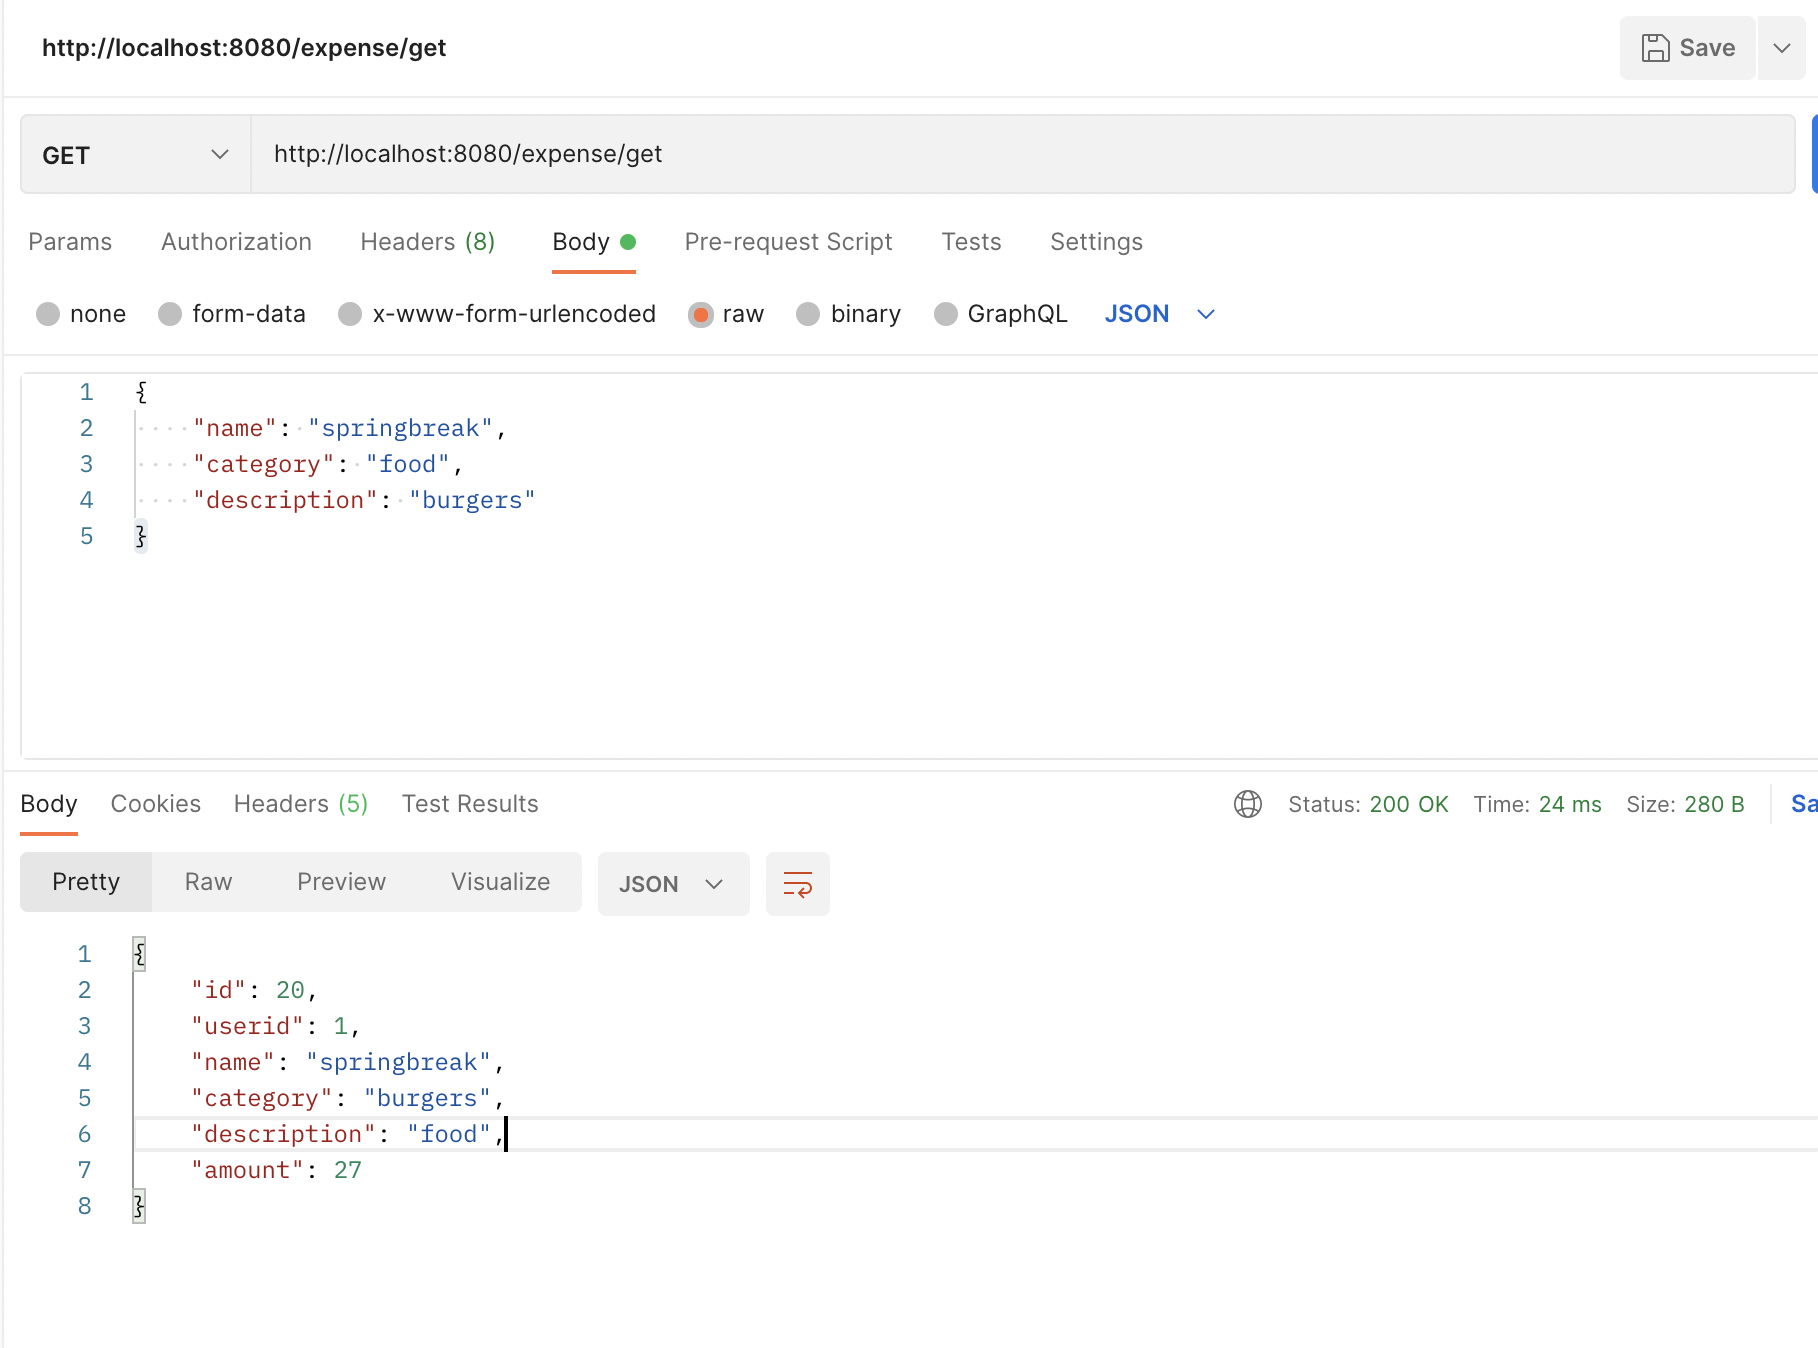 http://localhost:8080/expense/get
Save
GET http://localhost:8080/expense/get
Params Authorization Headers (8) Body Pre-request Script Tests Settings
none form-data x-www-form-urlencoded raw binary GraphQL JSON
1 {
2 "name": "springbreak",
3 "category": "food",
4 "description": "burgers"
5 }
Body Cookies Headers (5) Test Results Status: 200 OK Time: 24 ms Size: 280 B Sa
Pretty Raw Preview Visualize JSON
1 {
2 "id": 20,
3 "userid": 1,
4 "name": "springbreak",
5 "category": "burgers",
6 "description": "food",
7 "amount": 27
8 }